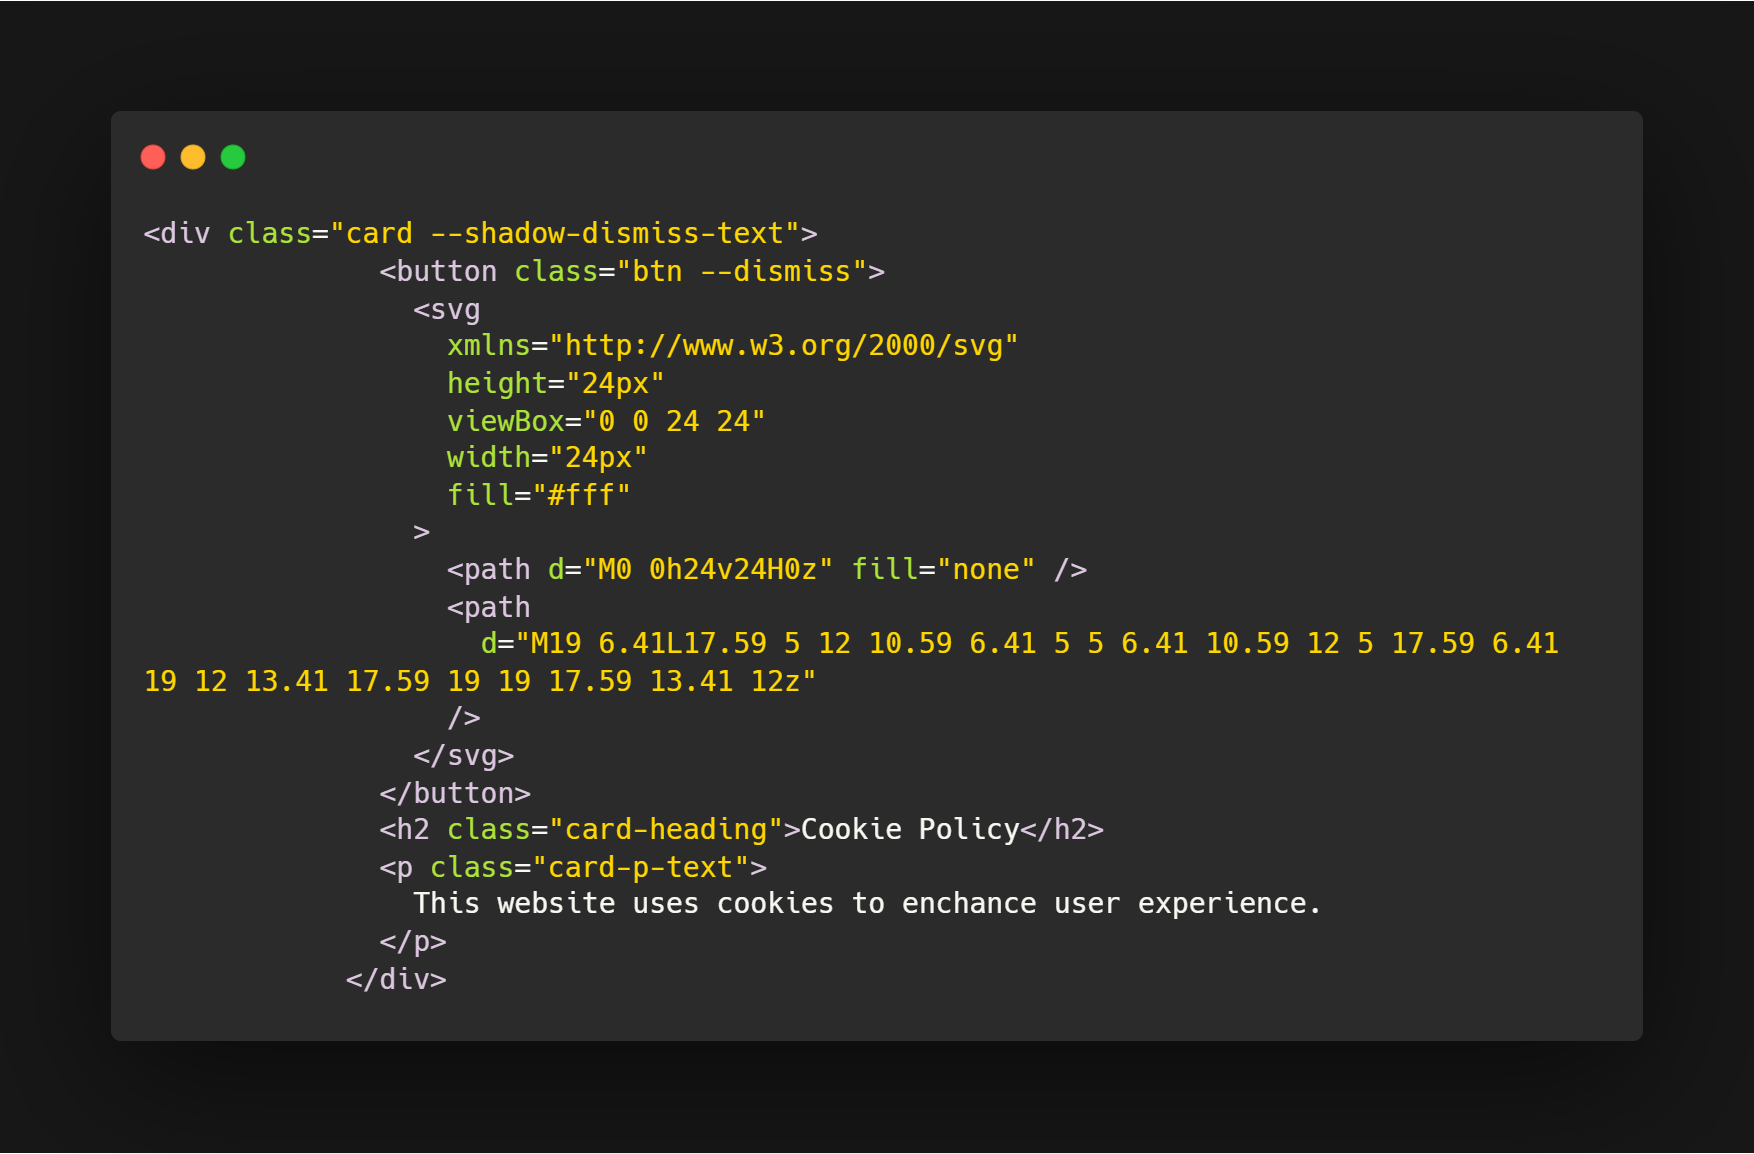 <div class="card --shadow-dismiss-text">
<button class="btn --dismiss">
<svg
xmlns="http://www.w3.org/2000/svg"
height="24px"
viewBox="0 0 24 24"
width="24px"
fill="#fff"
>
<path d="M0 0h24v24H0z" fill="none" />
<path
d="M19 6.41L17.59 5 12 10.59 6.41 5 5 6.41 10.59 12 5 17.59 6.41
19 12 13.41 17.59 19 19 17.59 13.41 12z"
/>
</svg>
</button>
<h2 class="card-heading">Cookie Policy</h2>
<p class="card-p-text">
This website uses cookies to enchance user experience.
</p>
</div>